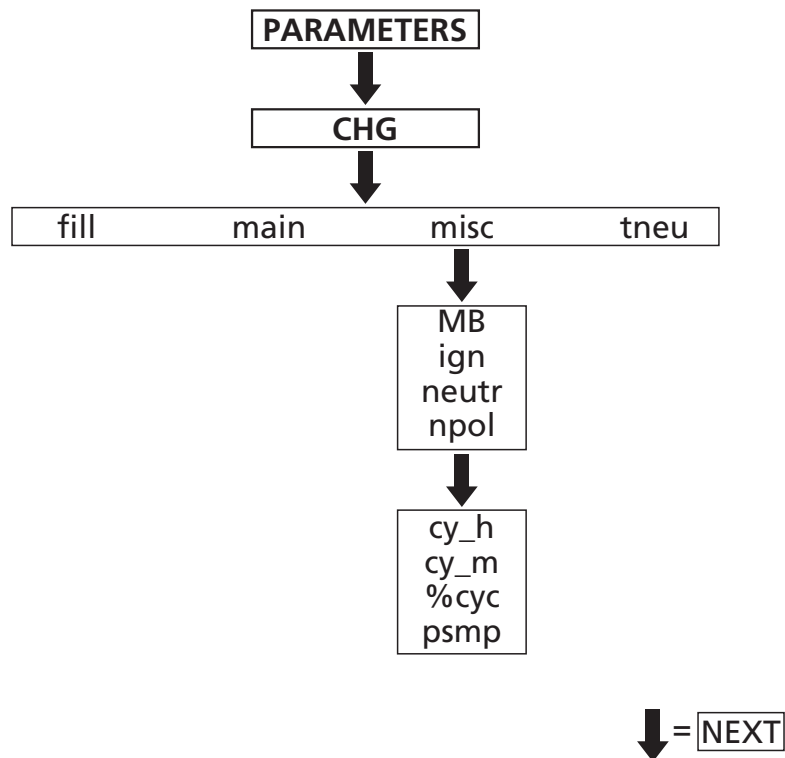 PARAMETERS
CHG
fill main misc tneu
MB
ign
neutr
npol
cy_h
cy_m
%cyc
psmp
= NEXT